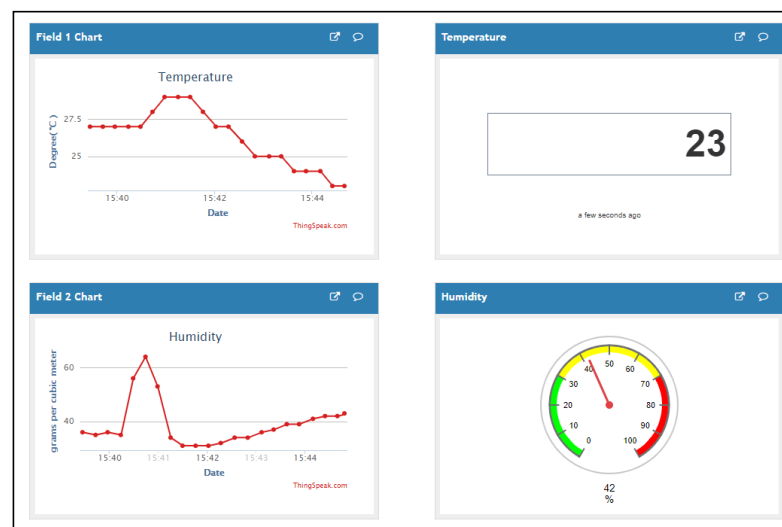 Field 1 Chart
Temperature
Degree(℃)
27.5
25
15:40 15:42 15:44
Date
ThingSpeak.com
Temperature
23
a few seconds ago
Field 2 Chart
Humidity
grams per cubic meter
60
40
15:40 15:41 15:42 15:43 15:44
Date
ThingSpeak.com
Humidity
0 10 20 30 40 50 60 70 80 90 100
42
%